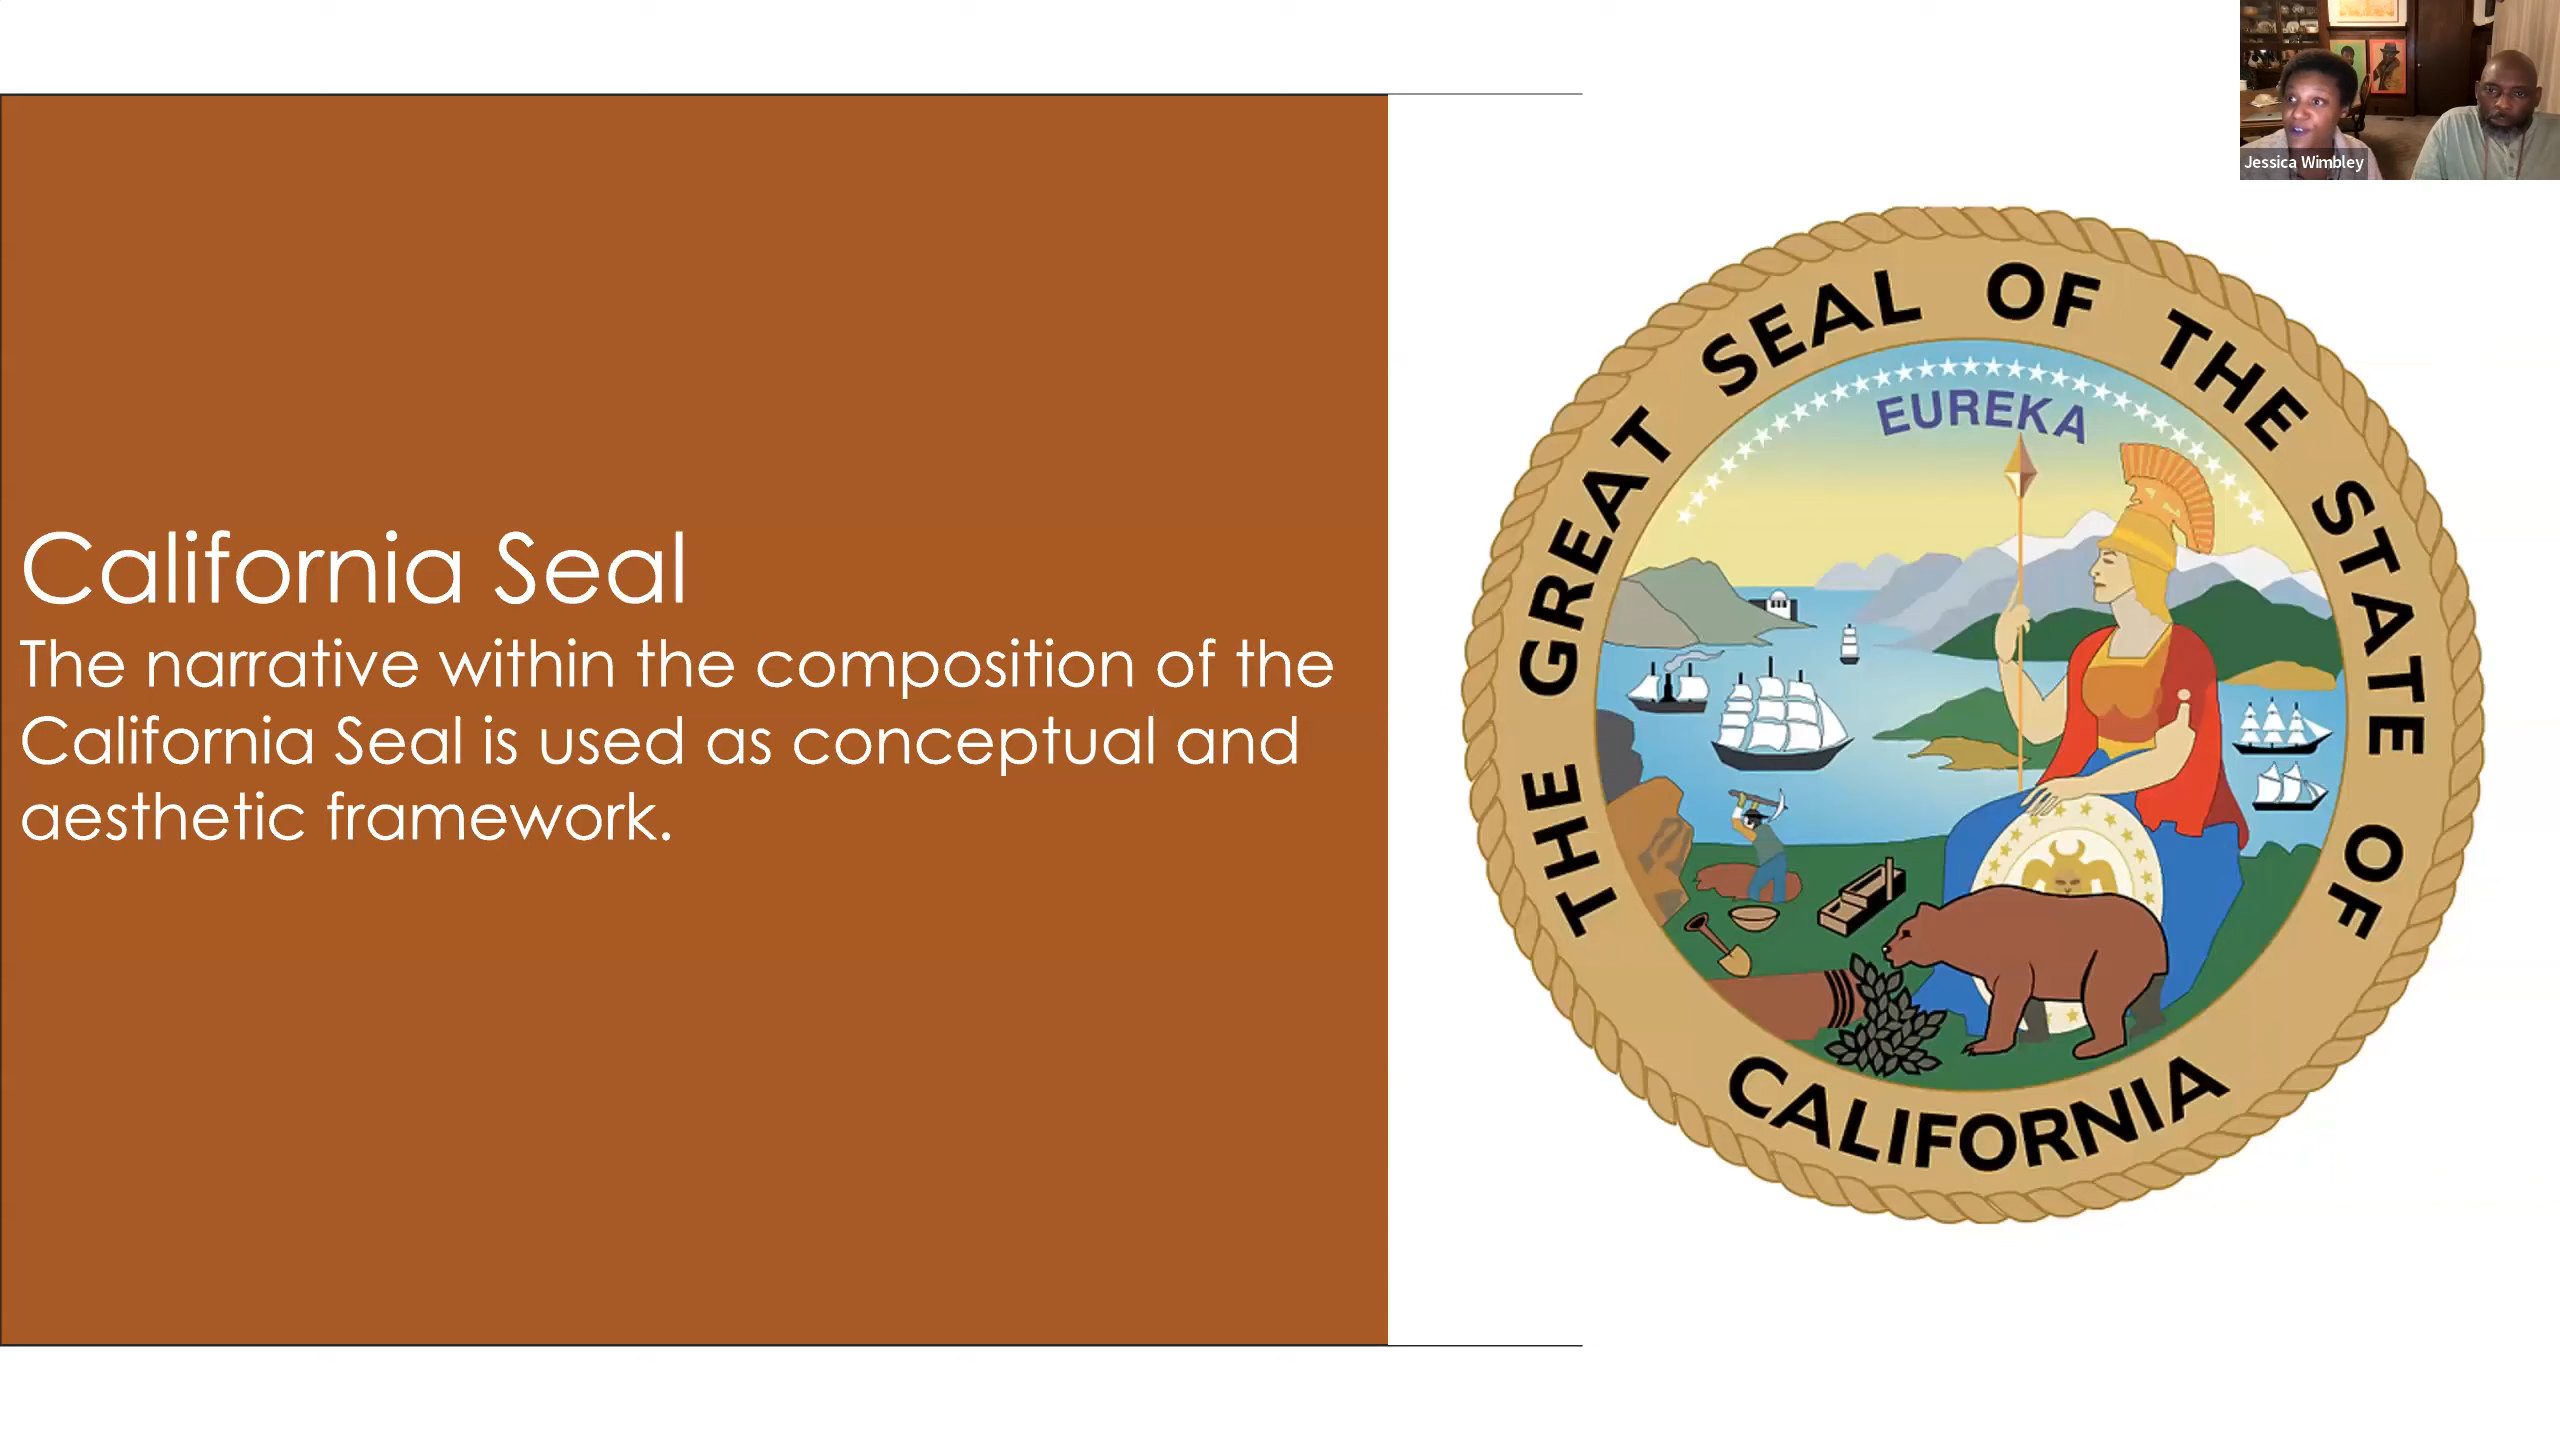 Jessica Wimbley
California Seal
The narrative within the composition of the
California Seal is used as conceptual and
aesthetic framework.
THE GREAT SEAL OF THE STATE OF
CALIFORNIA
EUREKA